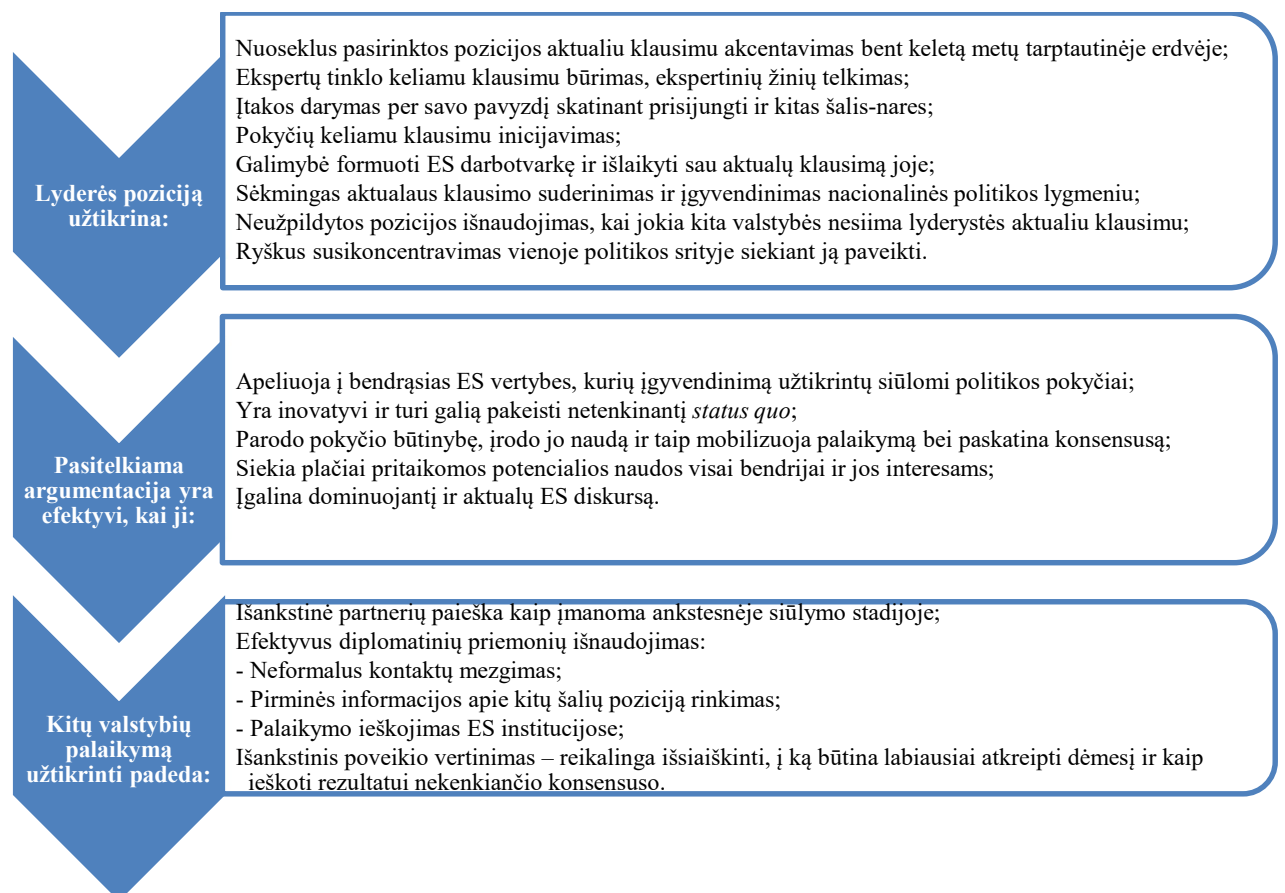 Lyderės poziciją
užtikrina:
Nuoseklus pasirinktos pozicijos aktualiu klausimu akcentavimas bent keletą metų tarptautinėje erdvėje;
Ekspertų tinklo keliamu klausimu būrimas, ekspertinių žinių telkimas;
Įtakos darymas per savo pavyzdį skatinant prisijungti ir kitas šalis-nares;
Pokyčių keliamu klausimu inicijavimas;
Galimybė formuoti ES darbotvarkę ir išlaikyti sau aktualų klausimą joje;
Sėkmingas aktualaus klausimo suderinimas ir įgyvendinimas nacionalinės politikos lygmeniu;
Neužpildytos pozicijos išnaudojimas, kai jokia kita valstybės nesiima lyderystės aktualiu klausimu;
Ryškus susikoncentravimas vienoje politikos srityje siekiant ją paveikti.
Pasitelkiama
argumentacija yra
efektyvi, kai ji:
Apeliuoja į bendrąsias ES vertybes, kurių įgyvendinimą užtikrintų siūlomi politikos pokyčiai;
Yra inovatyvi ir turi galią pakeisti netenkinantį status quo;
Parodo pokyčio būtinybę, įrodo jo naudą ir taip mobilizuoja palaikymą bei paskatina konsensusą;
Siekia plačiai pritaikomos potencialios naudos visai bendrijai ir jos interesams;
Įgalina dominuojantį ir aktualų ES diskursą.
Kitų valstybių
palaikymą
užtikrinti padeda:
Išankstinė partnerių paieška kaip įmanoma ankstesnėje siūlymo stadijoje;
Efektyvus diplomatinių priemonių išnaudojimas:
- Neformalus kontaktų mezgimas;
- Pirminės informacijos apie kitų šalių poziciją rinkimas;
- Palaikymo ieškojimas ES institucijose;
Išankstinis poveikio vertinimas – reikalinga išsiaiškinti, į ką būtina labiausiai atkreipti dėmesį ir kaip
ieškoti rezultatui nekenkiančio konsensuso.